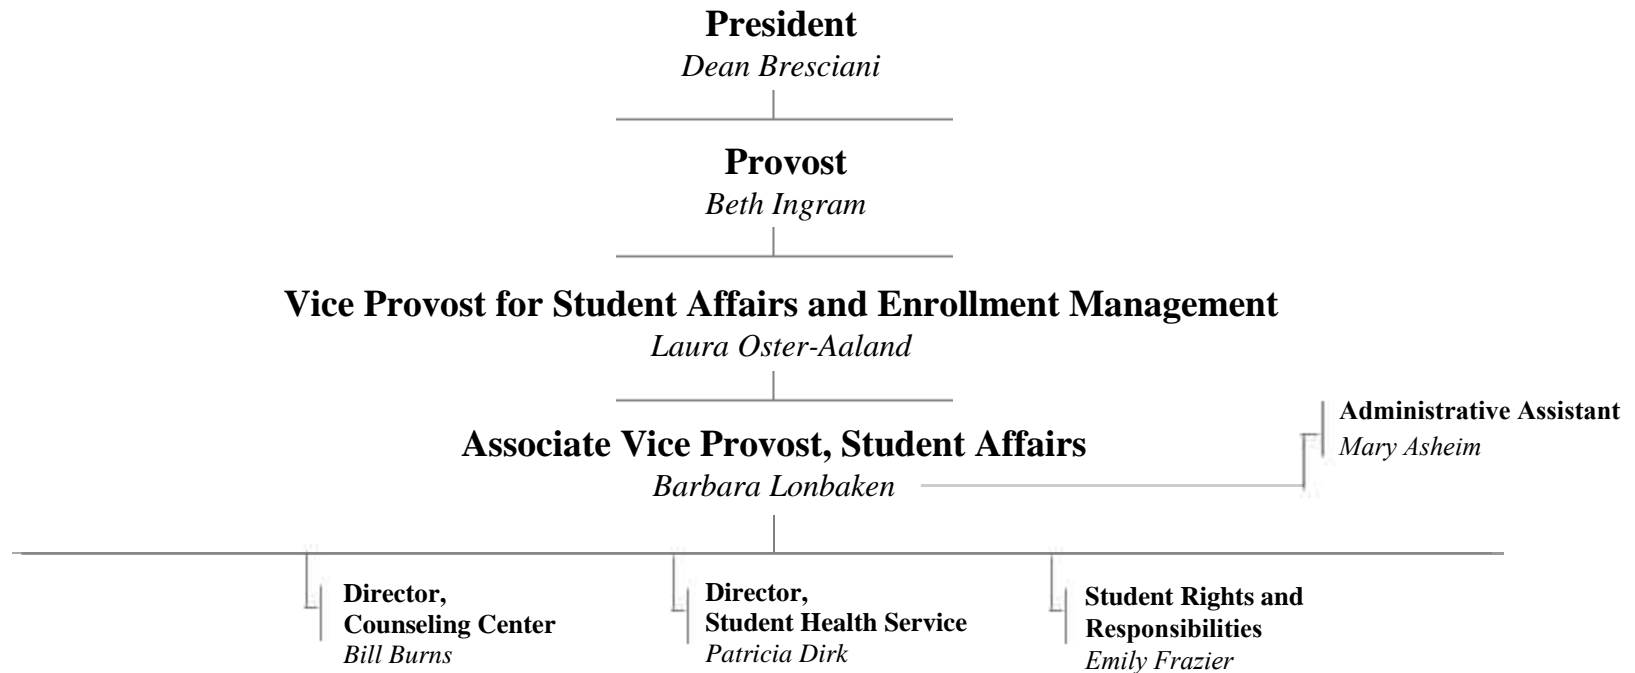 President
Dean Bresciani
Provost
Beth Ingram
Vice Provost for Student Affairs and Enrollment Management
Laura Oster-Aaland
Associate Vice Provost, Student Affairs
Barbara Lonbaken
Administrative Assistant
Mary Asheim
Director,
Counseling Center
Bill Burns
Director,
Student Health Service
Patricia Dirk
Student Rights and
Responsibilities
Emily Frazier